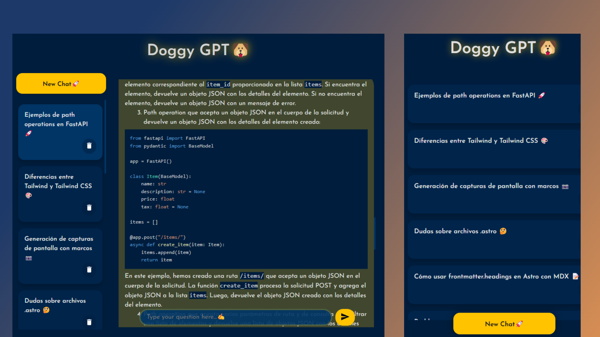 Doggy GPT🐶
New Chat🚀
Ejemplos de path
operations en FastAPI
🚀
Diferencias entre
Tailwind y Tailwind CSS
🎨
Generación de capturas
de pantalla con marcos
🖼️
Dudas sobre archivos
.astro 🤔
elemento correspondiente al item_id proporcionado en la lista items. Si encuentra el
elemento, devuelve un objeto JSON con los detalles del elemento. Si no encuentra el
elemento, devuelve un objeto JSON con un mensaje de error.
3. Path operation que acepta un objeto JSON en el cuerpo de la solicitud y
devuelve un objeto JSON con los detalles del elemento creado:
from fastapi import FastAPI
from pydantic import BaseModel
app = FastAPI()
class Item(BaseModel):
name: str
description: str = None
price: float
tax: float = None
items = []
@app.post("/items/")
async def create_item(item: Item):
items.append(item)
return item
En este ejemplo, hemos creado una ruta /items/ que acepta un objeto JSON en el
cuerpo de la solicitud. La función create_item procesa la solicitud POST y agrega el
objeto JSON a la lista items. Luego, devuelve el objeto JSON creado con los detalles
del elemento.
Type your question here...✍️
Doggy GPT🐶
Ejemplos de path operations en FastAPI 🚀
Diferencias entre Tailwind y Tailwind CSS 🎨
Generación de capturas de pantalla con marcos 🖼️
Dudas sobre archivos .astro 🤔
Cómo usar frontmatter.headings en Astro con MDX 📝
New Chat🚀